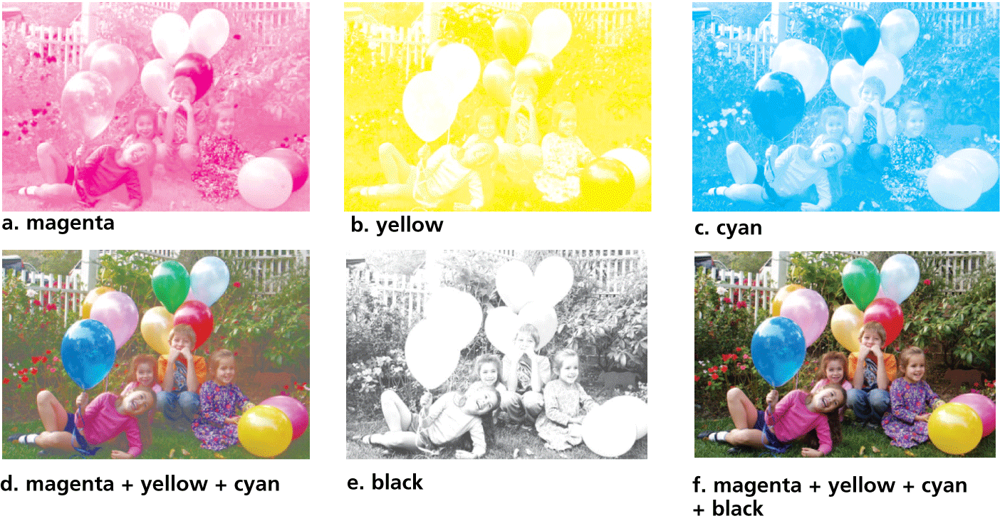 a. magenta
b. yellow
c. cyan
d. magenta + yellow + cyan
e. black
f. magenta + yellow + cyan
+ black